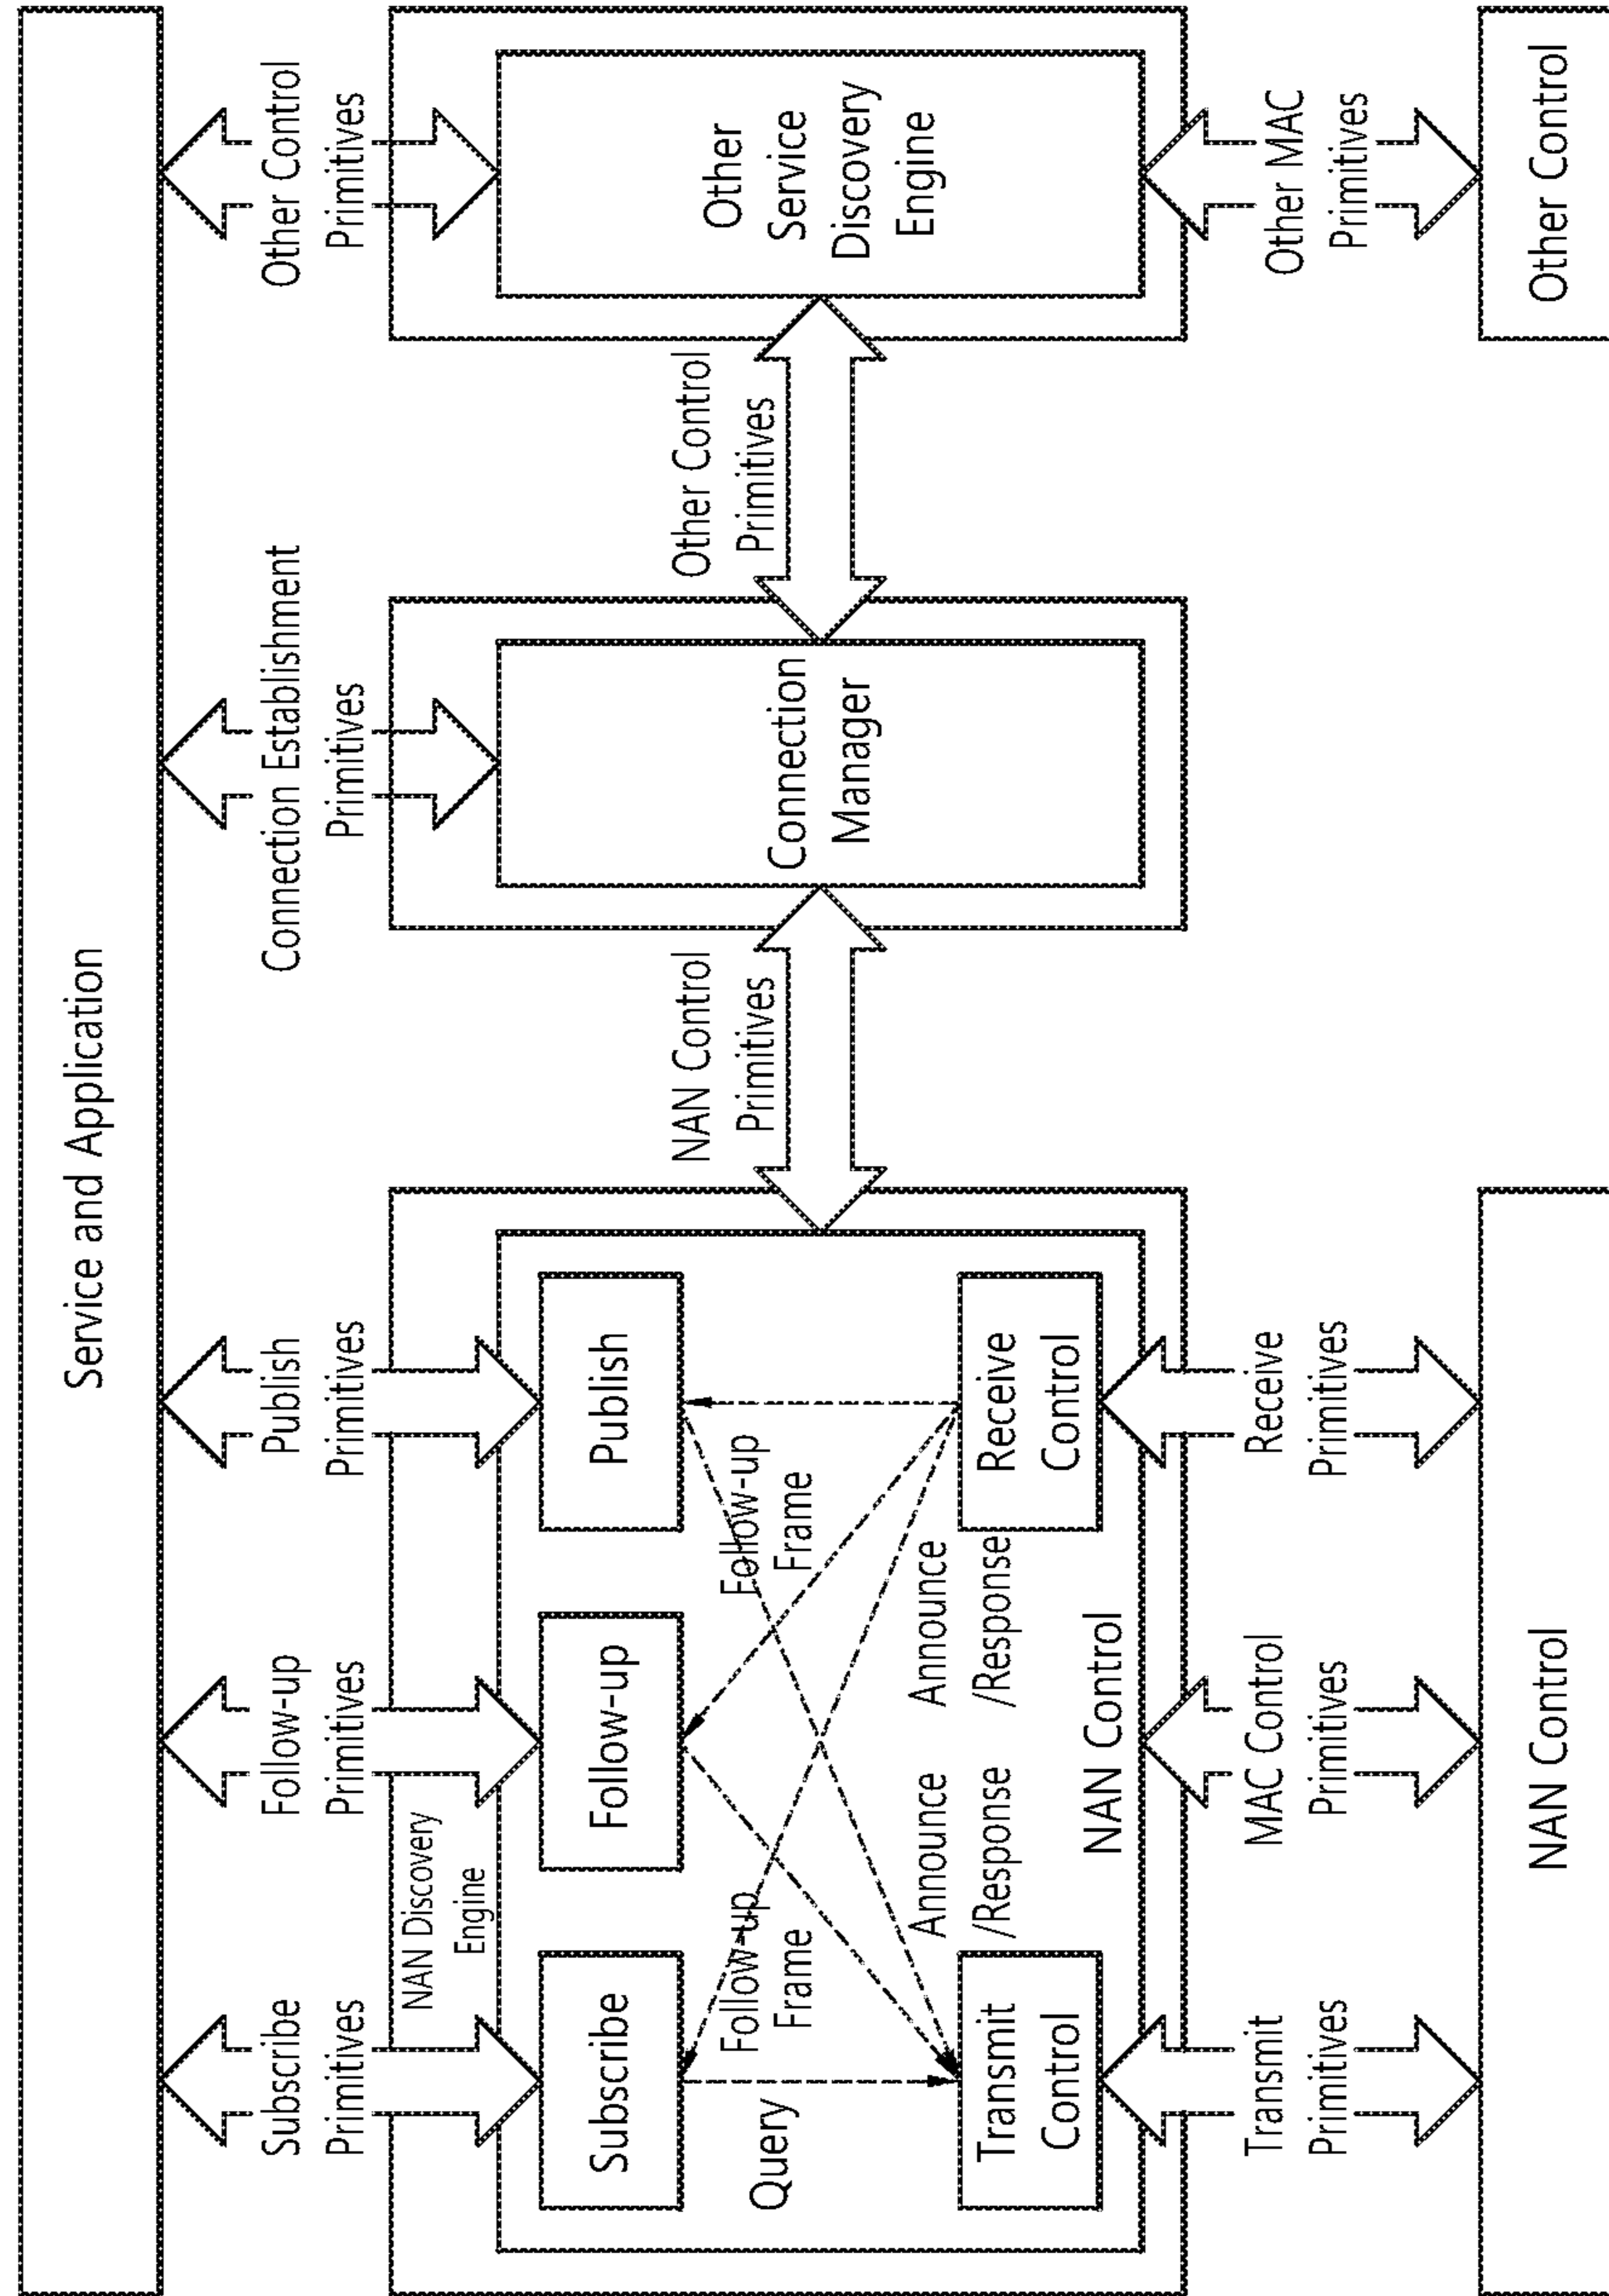 Service and Application
Subscribe
Primitives
Follow-up
Primitives
Publish
Primitives
Connection Establishment
Primitives
Other Control
Primitives
NAN Discovery
Engine
Subscribe
Follow-up
Publish
Query
Follow-up
Frame
Follow-up
Frame
Announce
/Response
Announce
/Response
Transmit
Control
Receive
Control
NAN Control
NAN Control
Primitives
Connection
Manager
Other Control
Primitives
Other
Service
Discovery
Engine
Transmit
Primitives
MAC Control
Primitives
Receive
Primitives
Other MAC
Primitives
NAN Control
Other Control